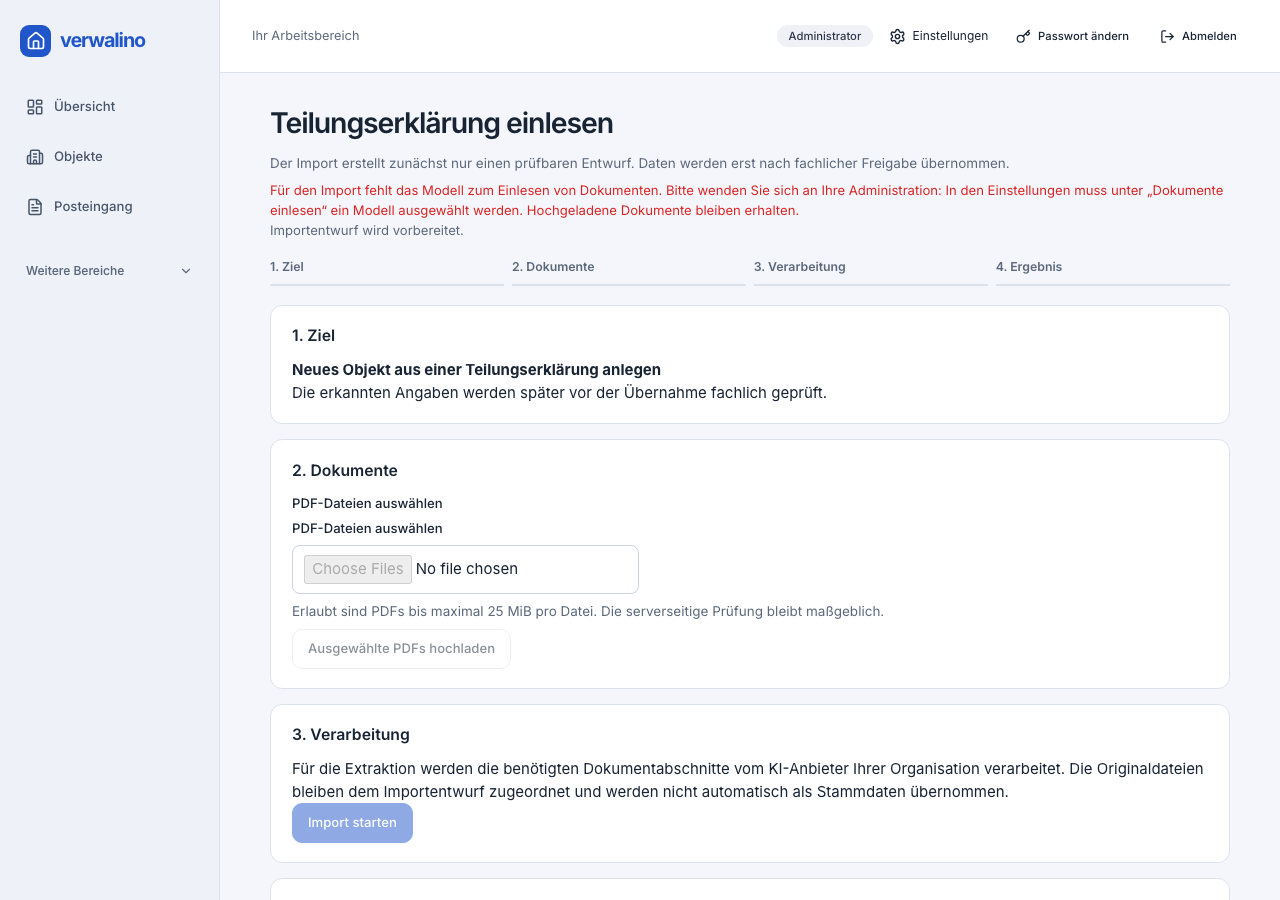 verwalino
Ihr Arbeitsbereich
Administrator
Einstellungen
Passwort ändern
Abmelden
Übersicht
Objekte
Posteingang
Weitere Bereiche
Teilungserklärung einlesen
Der Import erstellt zunächst nur einen prüfbaren Entwurf. Daten werden erst nach fachlicher Freigabe übernommen.
Für den Import fehlt das Modell zum Einlesen von Dokumenten. Bitte wenden Sie sich an Ihre Administration: In den Einstellungen muss unter „Dokumente
einlesen“ ein Modell ausgewählt werden. Hochgeladene Dokumente bleiben erhalten.
Importentwurf wird vorbereitet.
1. Ziel
2. Dokumente
3. Verarbeitung
4. Ergebnis
1. Ziel
Neues Objekt aus einer Teilungserklärung anlegen
Die erkannten Angaben werden später vor der Übernahme fachlich geprüft.
2. Dokumente
PDF-Dateien auswählen
PDF-Dateien auswählen
Choose Files No file chosen
Erlaubt sind PDFs bis maximal 25 MiB pro Datei. Die serverseitige Prüfung bleibt maßgeblich.
Ausgewählte PDFs hochladen
3. Verarbeitung
Für die Extraktion werden die benötigten Dokumentabschnitte vom KI-Anbieter Ihrer Organisation verarbeitet. Die Originaldateien
bleiben dem Importentwurf zugeordnet und werden nicht automatisch als Stammdaten übernommen.
Import starten